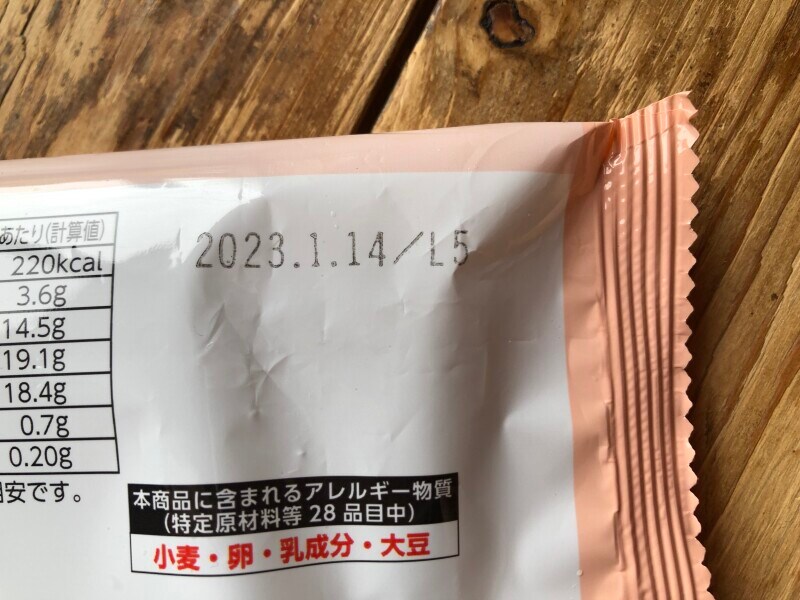 あたり(計算値)
220kcal
3.6g
14.5g
19.1g
18.4g
0.7g
0.20g
安です。
2023.1.14/L5
本商品に含まれるアレルギー物質
(特定原材料等28品目中)
小麦・卵・乳成分・大豆